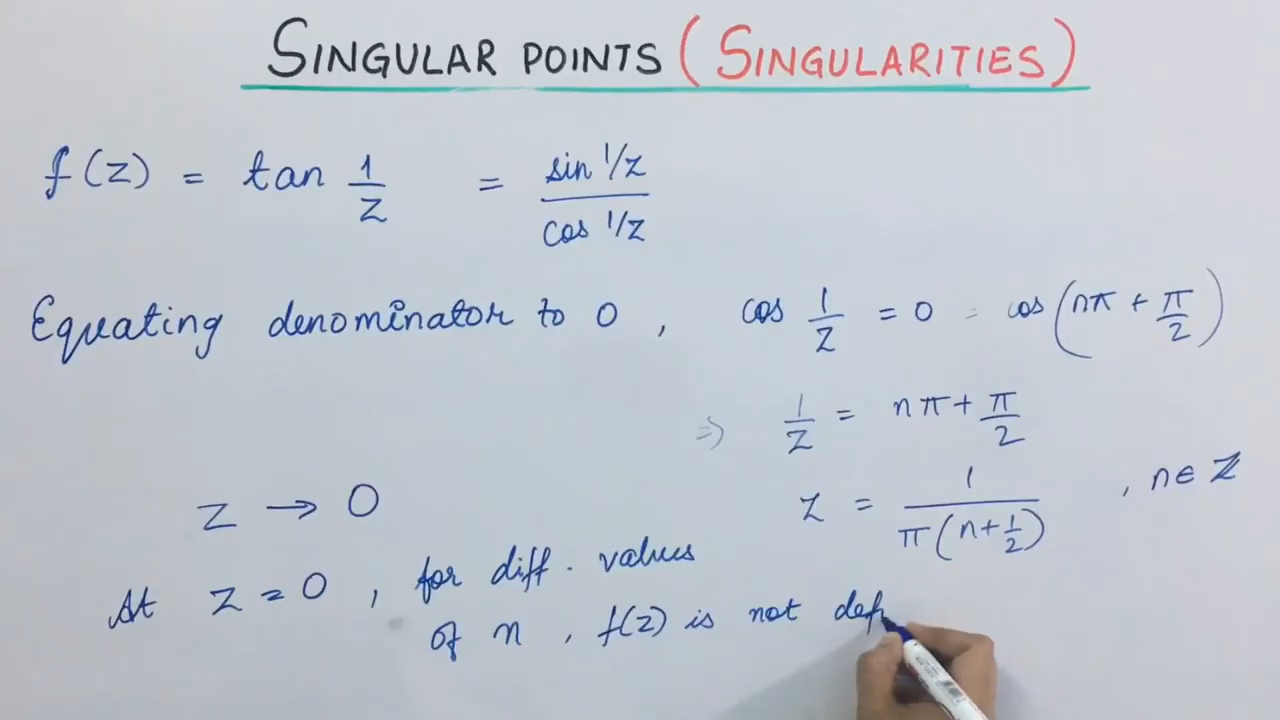 SINGULAR POINTS (SINGULARITIES)
f(z) = tan 1/z = sin 1/z / cos 1/z
Equating denominator to 0, cos 1/z = 0 = cos(nπ + π/2)
⇒ 1/z = nπ + π/2
z = 1 / π(n + 1/2) , n ∈ Z
z → 0
At z = 0 , for diff. values
of n , f(z) is not def